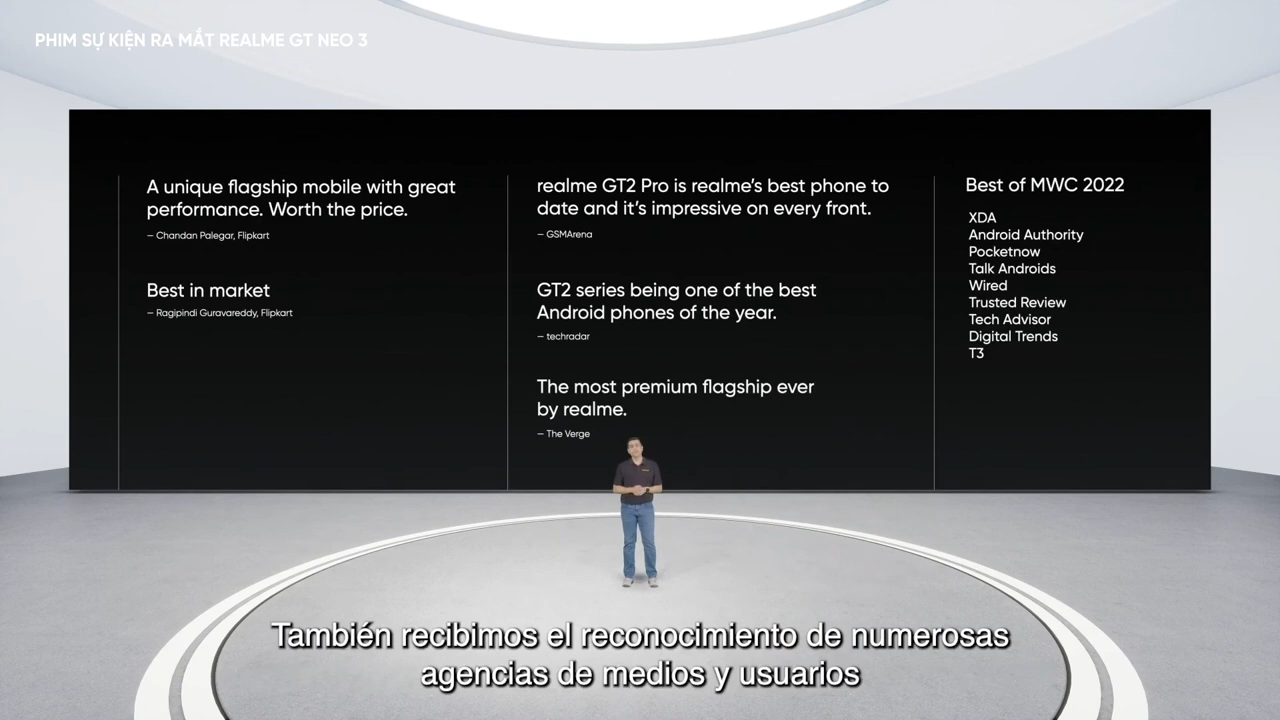 PHIM SỰ KIỆN RA MẮT REALME GT NEO 3
A unique flagship mobile with great
performance. Worth the price.
— Chandan Palegar, Flipkart
Best in market
— Ragipindi Guravareddy, Flipkart
realme GT2 Pro is realme's best phone to
date and it's impressive on every front.
— GSMArena
GT2 series being one of the best
Android phones of the year.
— techradar
The most premium flagship ever
by realme.
— The Verge
Best of MWC 2022
XDA
Android Authority
Pocketnow
Talk Androids
Wired
Trusted Review
Tech Advisor
Digital Trends
T3
También recibimos el reconocimiento de numerosas
agencias de medios y usuarios